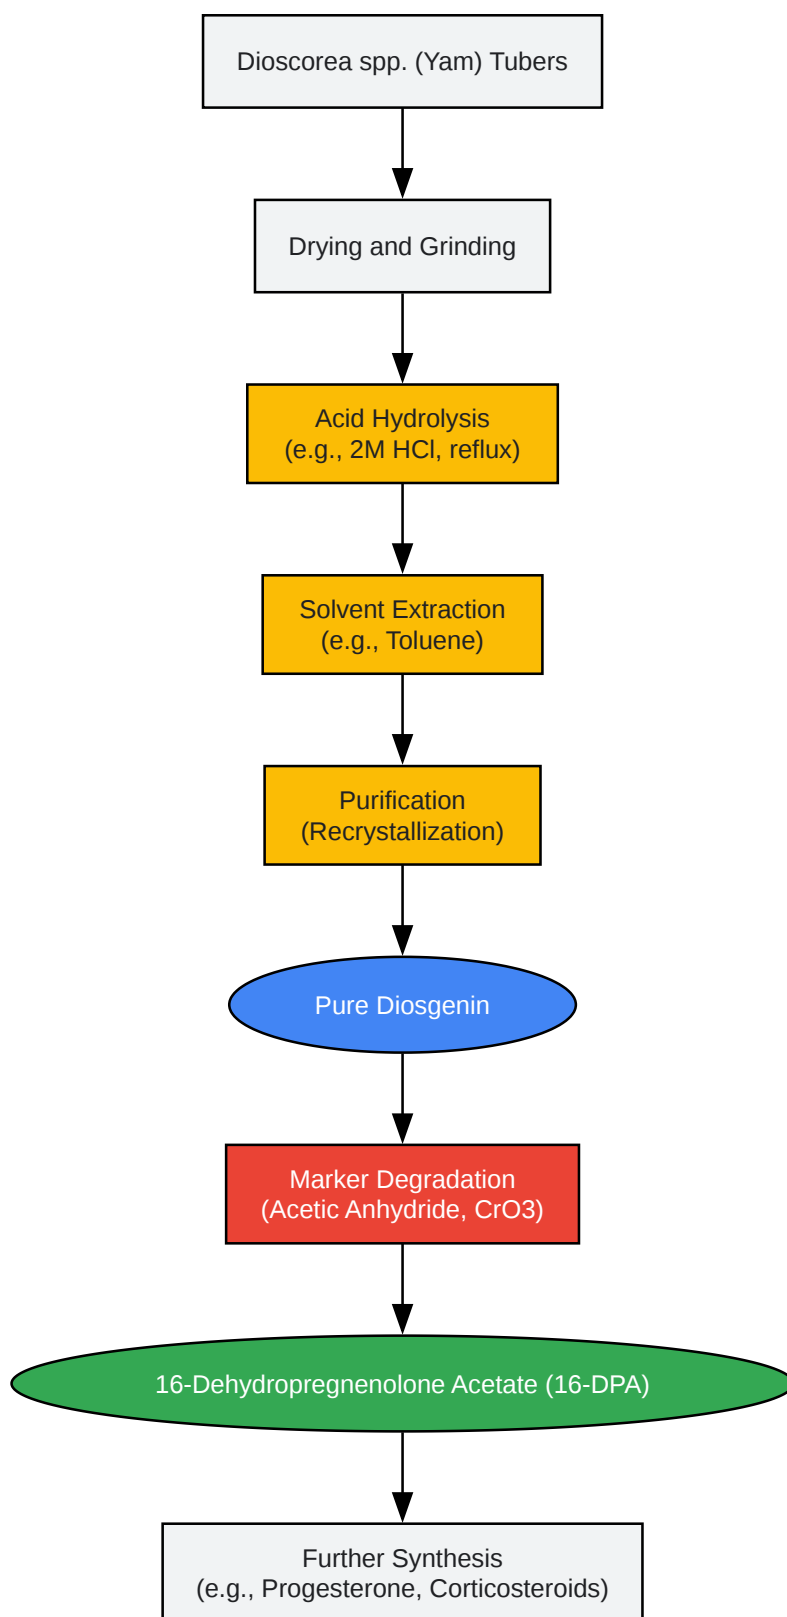 Dioscorea spp. (Yam) Tubers
Drying and Grinding
Acid Hydrolysis
(e.g., 2M HCl, reflux)
Solvent Extraction
(e.g., Toluene)
Purification
(Recrystallization)
Pure Diosgenin
Marker Degradation
(Acetic Anhydride, CrO3)
16-Dehydropregnenolone Acetate (16-DPA)
Further Synthesis
(e.g., Progesterone, Corticosteroids)